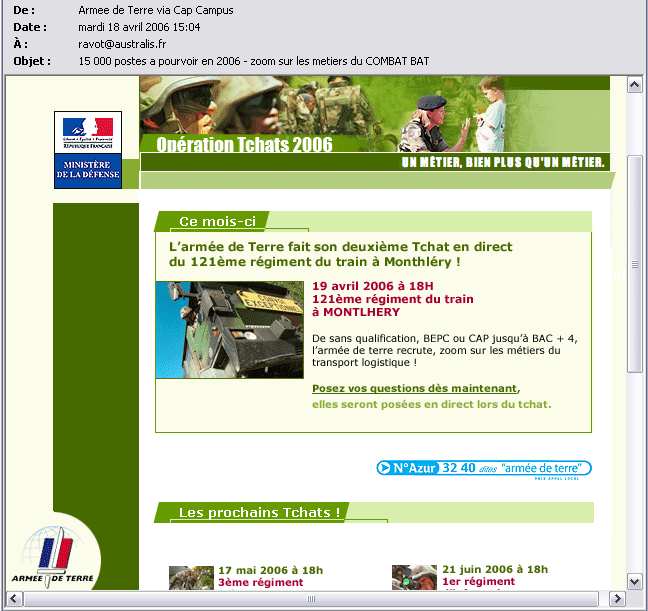 De : Armee de Terre via Cap Campus
Date : mardi 18 avril 2006 15:04
À : ravot@australis.fr
Objet : 15 000 postes a pourvoir en 2006 - zoom sur les metiers du COMBAT BAT
Opération Tchats 2006
UN MÉTIER, BIEN PLUS QU'UN MÉTIER.
Liberté • Égalité • Fraternité
RÉPUBLIQUE FRANÇAISE
MINISTÈRE
DE LA DÉFENSE
Ce mois-ci
L'armée de Terre fait son deuxième Tchat en direct
du 121ème régiment du train à Monthléry !
CONVOI
EXCEPTIONNEL
19 avril 2006 à 18H
121ème régiment du train
à MONTLHERY
De sans qualification, BEPC ou CAP jusqu'à BAC + 4,
l'armée de terre recrute, zoom sur les métiers du
transport logistique !
Posez vos questions dès maintenant,
elles seront posées en direct lors du tchat.
N°Azur 32 40 dites "armée de terre"
PRIX APPEL LOCAL
Les prochains Tchats !
ARMEE DE TERRE
17 mai 2006 à 18h
3ème régiment
21 juin 2006 à 18h
1er régiment